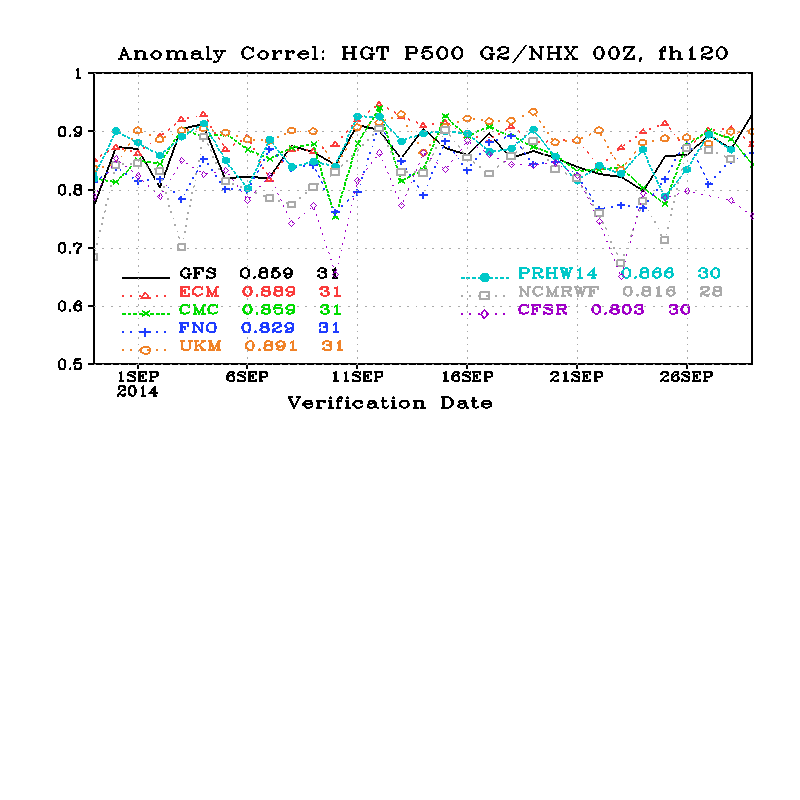 Anomaly Correl: HGT P500 G2/NHX 00Z, fh120
1
0.9
0.8
0.7
0.6
0.5
GFS 0.859 31
ECM 0.889 31
CMC 0.859 31
FNO 0.829 31
UKM 0.891 31
PRHW14 0.866 30
NCMRWF 0.816 28
CFSR 0.803 30
1SEP 6SEP 11SEP 16SEP 21SEP 26SEP
2014
Verification Date